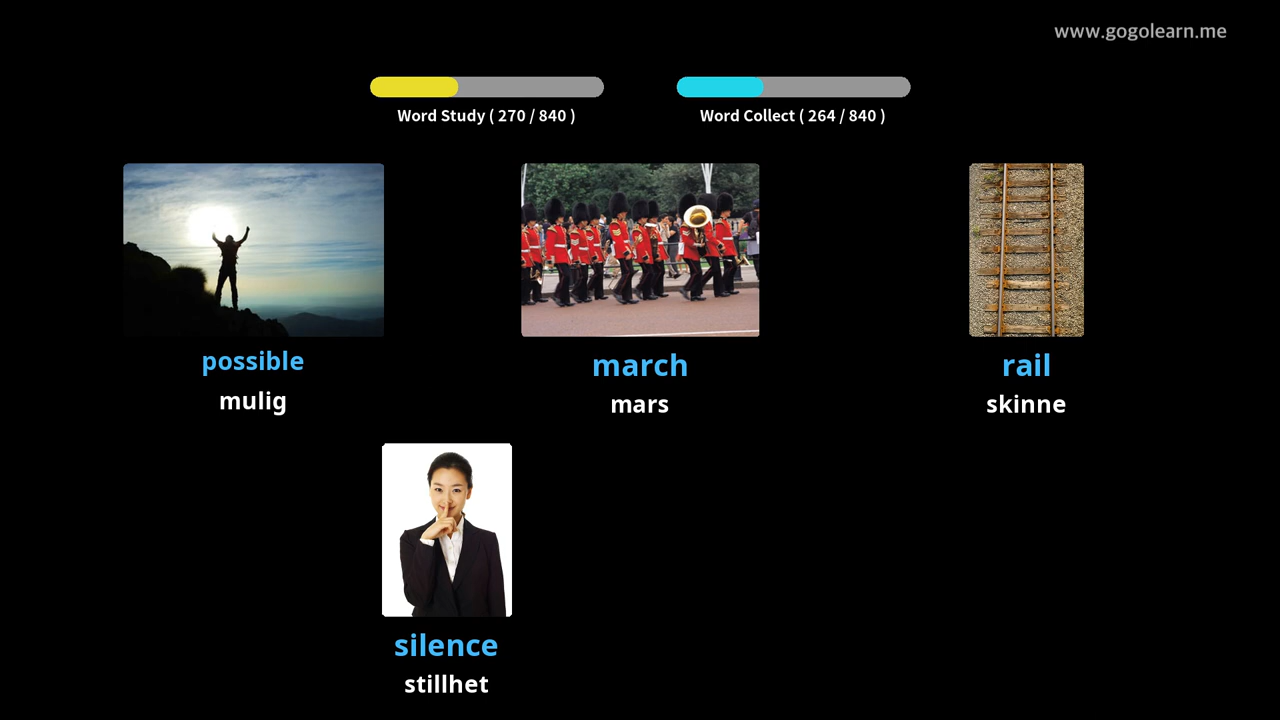 www.gogolearn.me
Word Study ( 270 / 840 )
Word Collect ( 264 / 840 )
possible
mulig
march
mars
rail
skinne
silence
stillhet